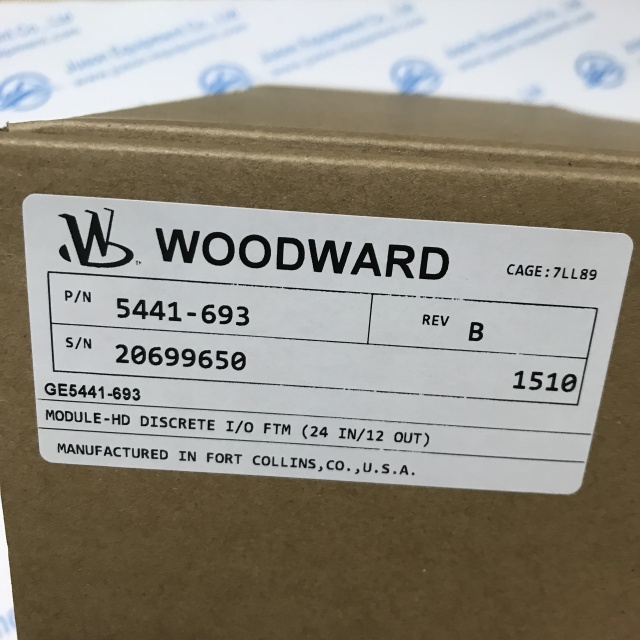 WOODWARD
CAGE:7LL89
P/N 5441-693 REV B
S/N 20699650 1510
GE5441-693
MODULE-HD DISCRETE I/O FTM (24 IN/12 OUT)
MANUFACTURED IN FORT COLLINS,CO.,U.S.A.